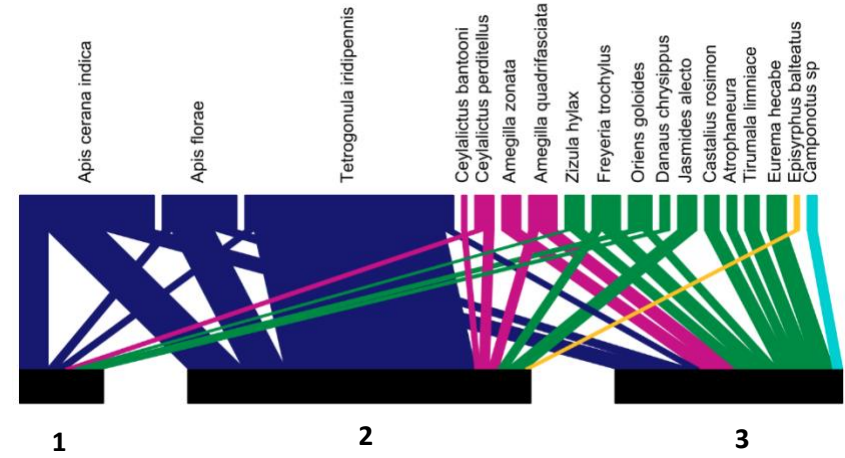 Apis cerana indica
Apis florae
Tetrogonula iridipennis
Ceylalictus bantooni
Ceylalictus perditellus
Amegilla zonata
Amegilla quadrifasciata
Zizula hylax
Freyeria trochylus
Oriens goloides
Danaus chrysippus
Jasmides alecto
Castalius rosimon
Atrophaneura
Tirumala limniace
Eurema hecabe
Episyrphus balteatus
Camponotus sp
1
2
3